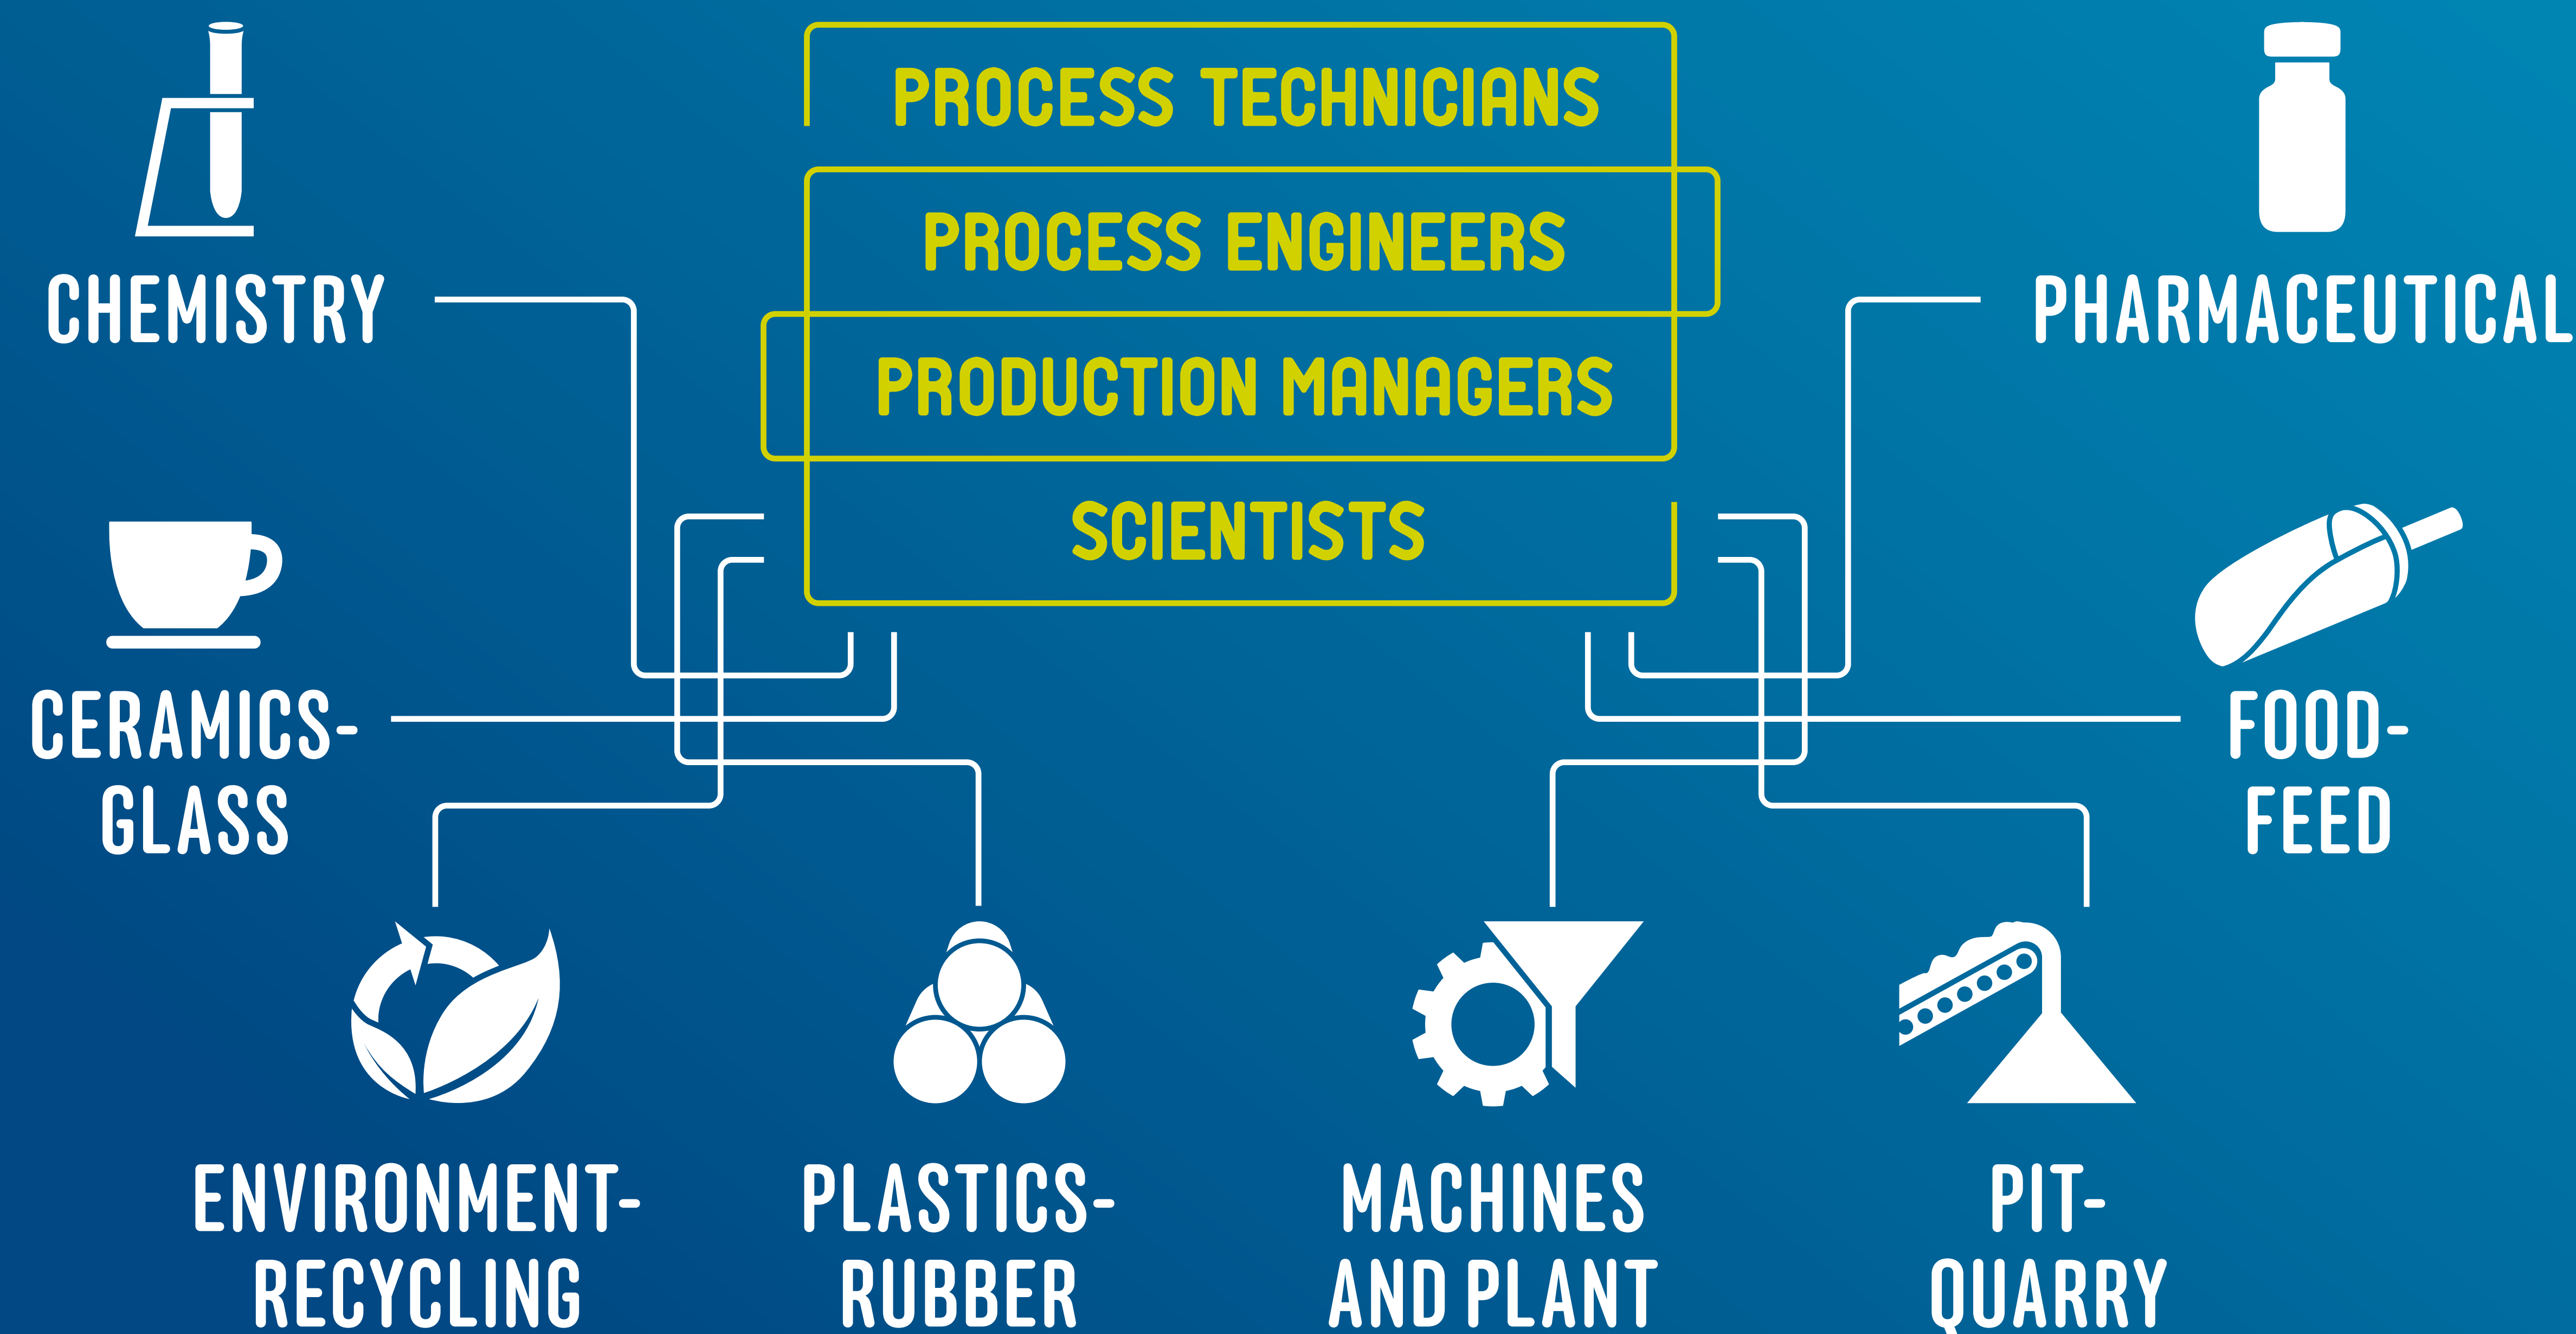 PROCESS TECHNICIANS
PROCESS ENGINEERS
PRODUCTION MANAGERS
SCIENTISTS
CHEMISTRY
PHARMACEUTICAL
CERAMICS-
GLASS
FOOD-
FEED
ENVIRONMENT-
RECYCLING
PLASTICS-
RUBBER
MACHINES
AND PLANT
PIT-
QUARRY